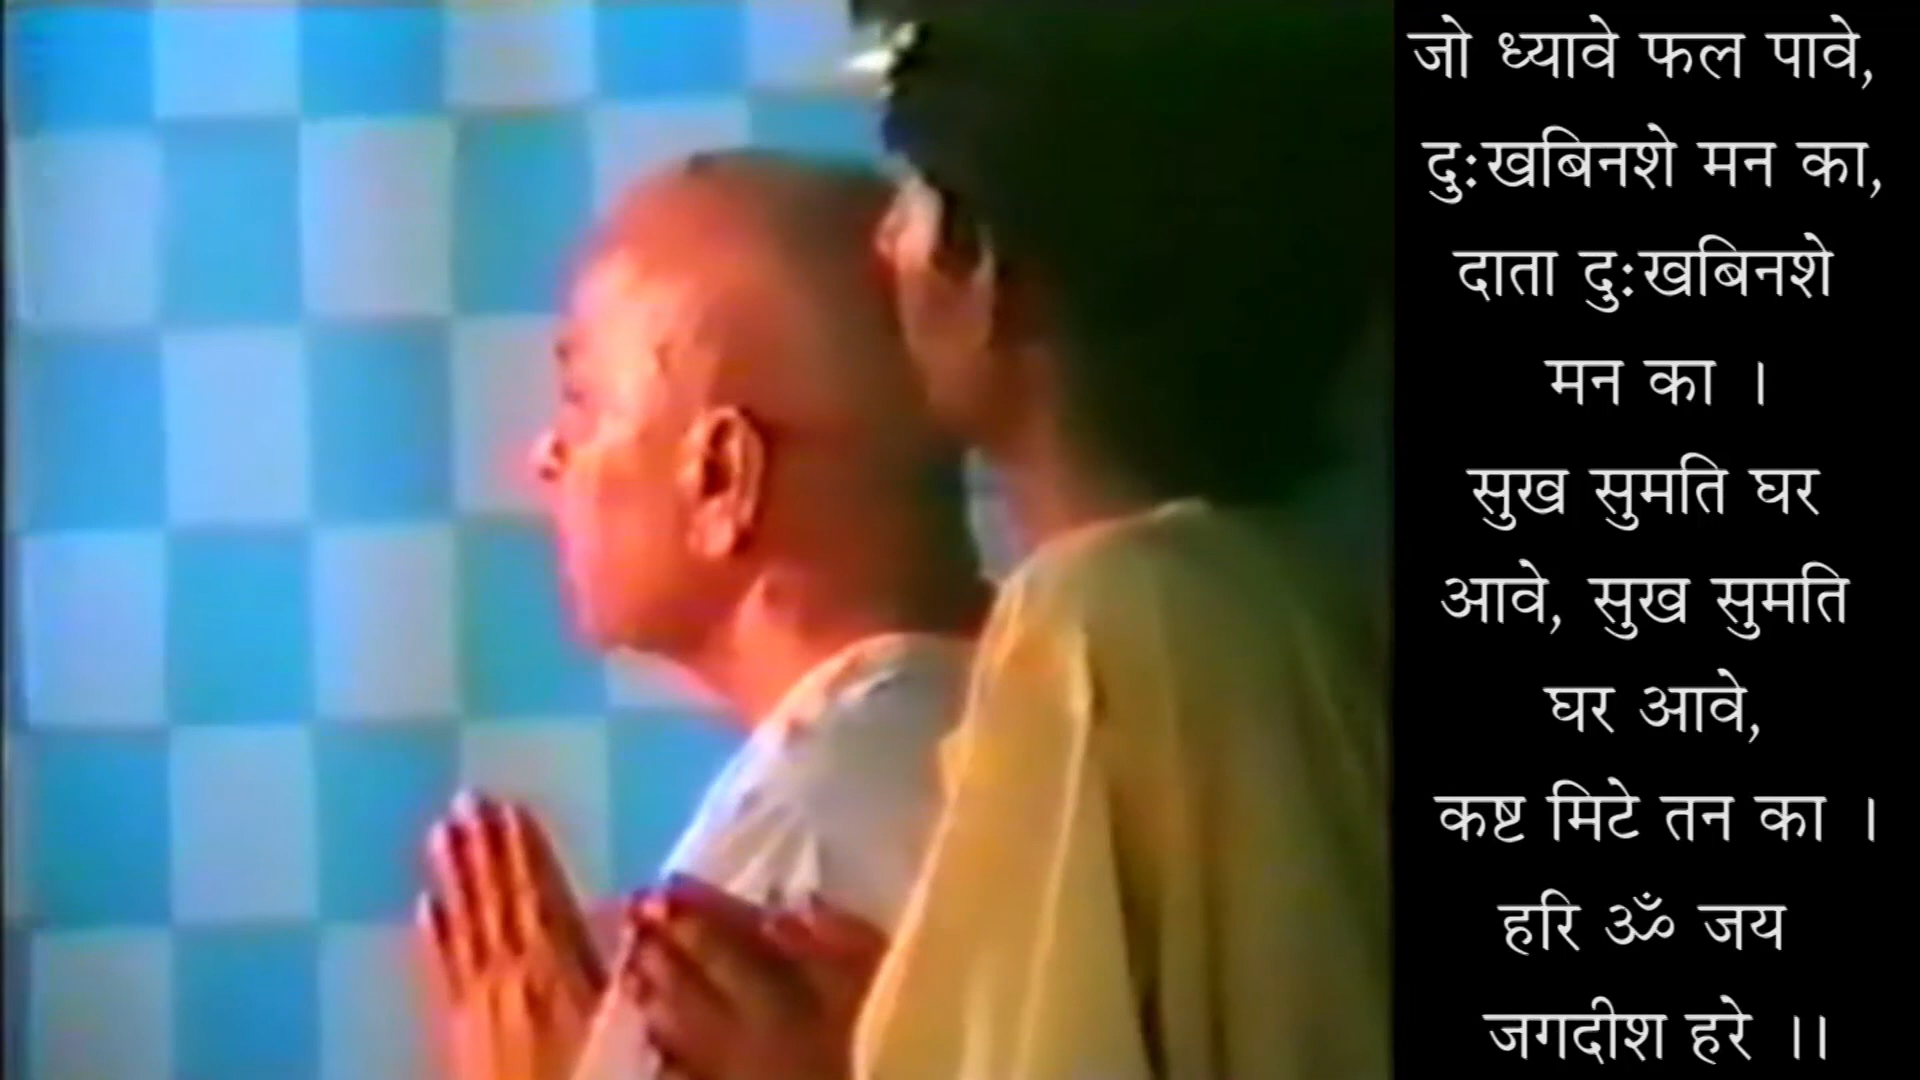 जो ध्यावे फल पावे,
दुःखबिनशे मन का,
दाता दुःखबिनशे
मन का ।
सुख सुमति घर
आवे, सुख सुमति
घर आवे,
कष्ट मिटे तन का ।
हरि ॐ जय
जगदीश हरे ।।